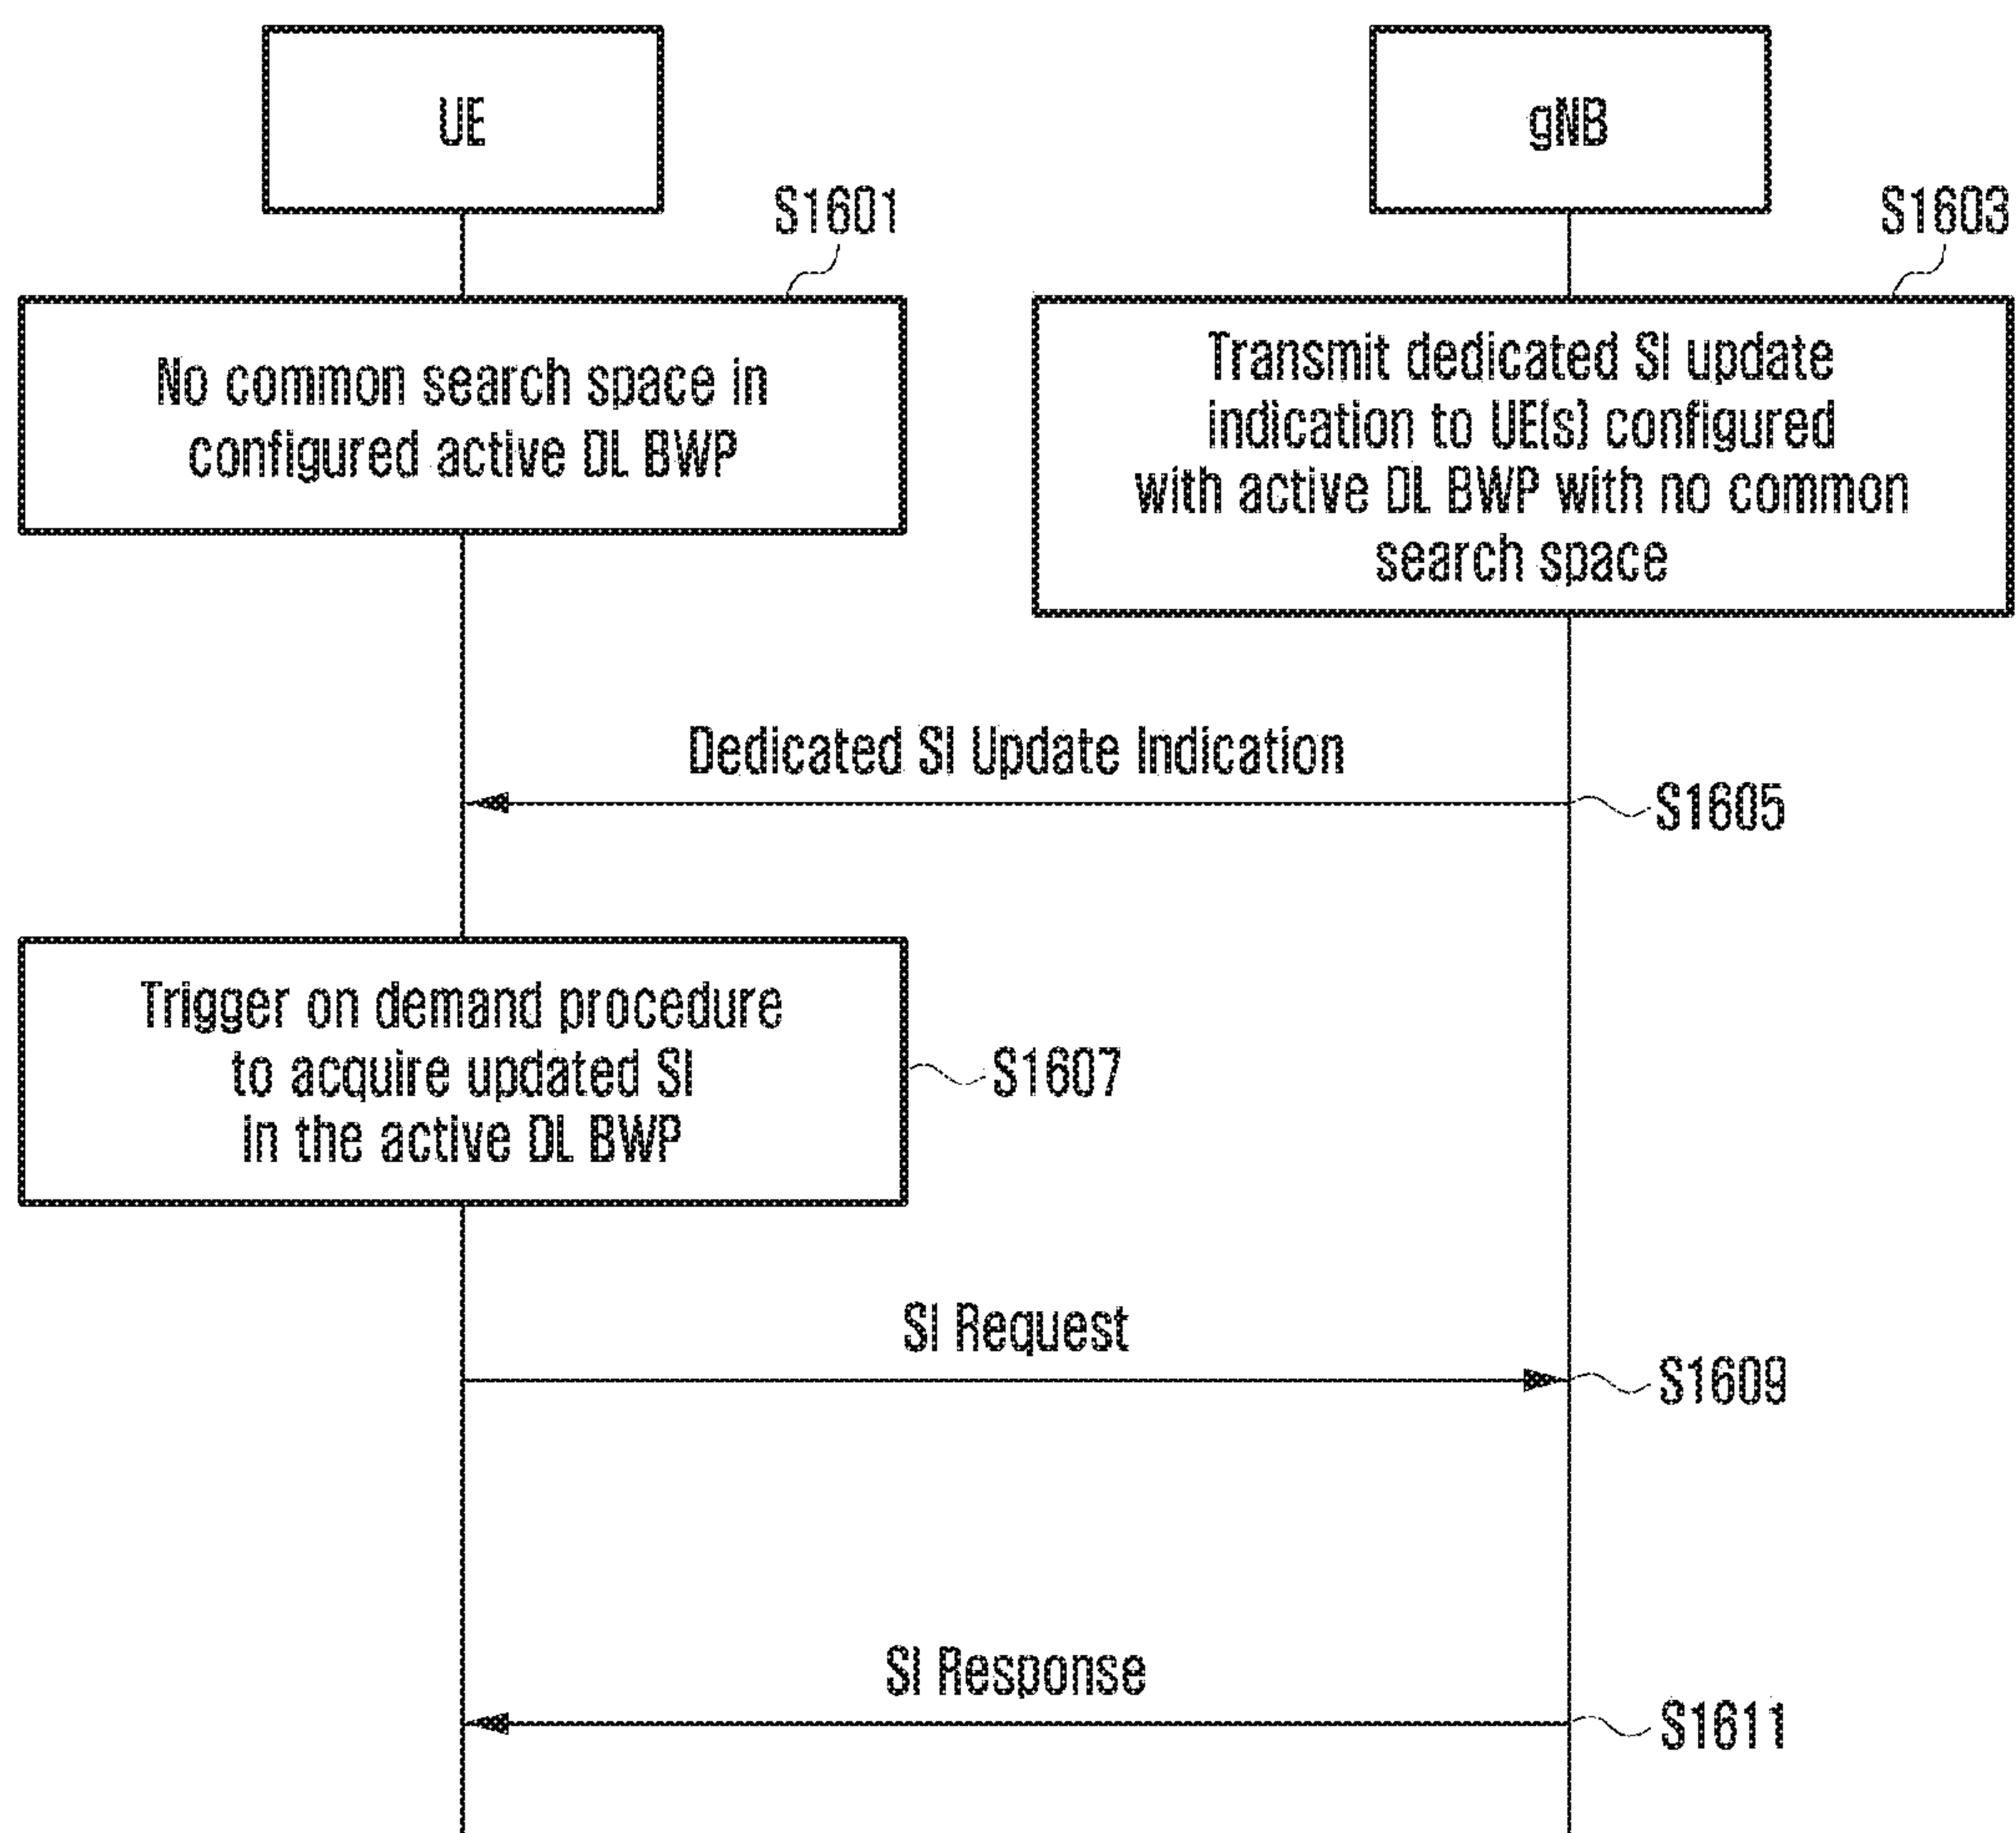 UE
gNB
S1601
S1603
No common search space in
configured active DL BWP
Transmit dedicated SI update
indication to UE(s) configured
with active DL BWP with no common
search space
Dedicated SI Update Indication
S1605
Trigger on demand procedure
to acquire updated SI
in the active DL BWP
S1607
SI Request
S1609
SI Response
S1611